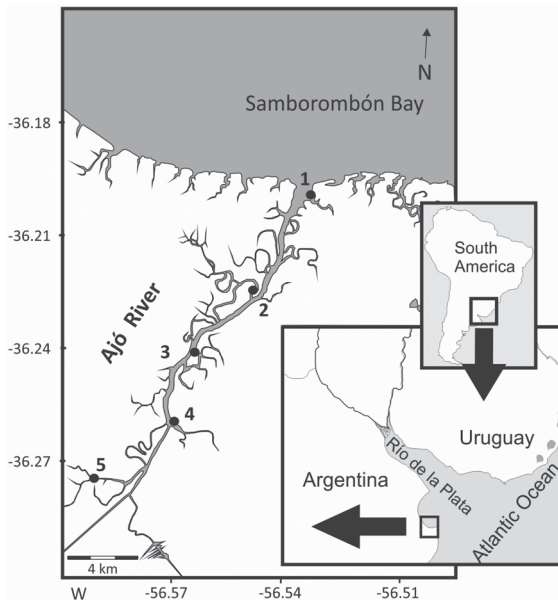 N
Samborombón Bay
-36.18
-36.21
-36.24
-36.27
1
2
3
4
5
Ajó River
4 km
W
-56.57
-56.54
-56.51
South
America
Uruguay
Río de la Plata
Argentina
Atlantic Ocean